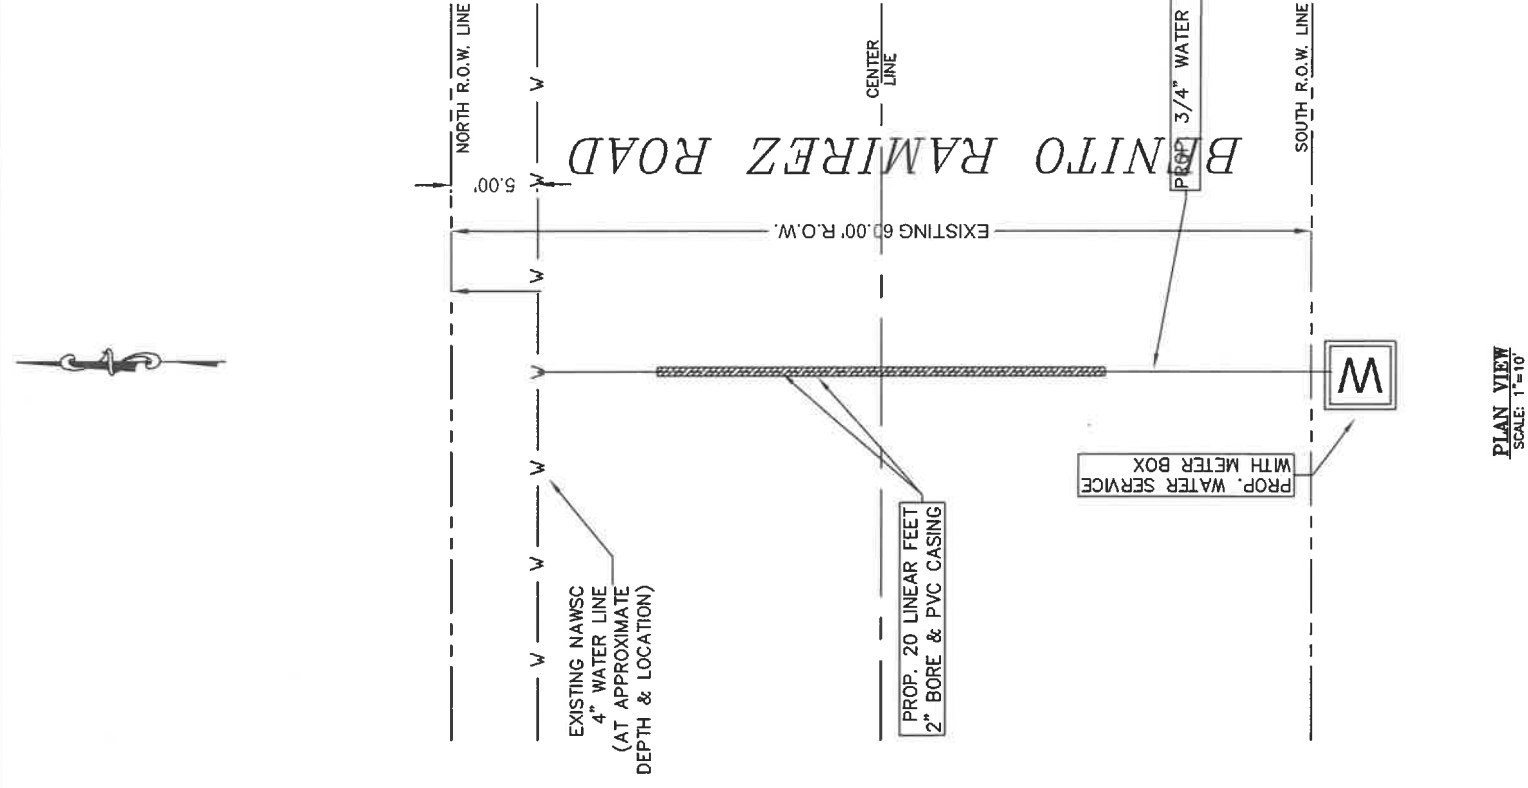 NORTH R.O.W. LINE
W
5.00'
W
BENITO RAMIREZ ROAD
CENTER
LINE
PROP. 3/4" WATER
SOUTH R.O.W. LINE
EXISTING 60.00' R.O.W.
W
W
W
W
W
W
EXISTING NAWSC
4" WATER LINE
(AT APPROXIMATE
DEPTH & LOCATION)
PROP. 20 LINEAR FEET
2" BORE & PVC CASING
PROP. WATER SERVICE
WITH METER BOX
W
PLAN VIEW
SCALE: 1"=10'